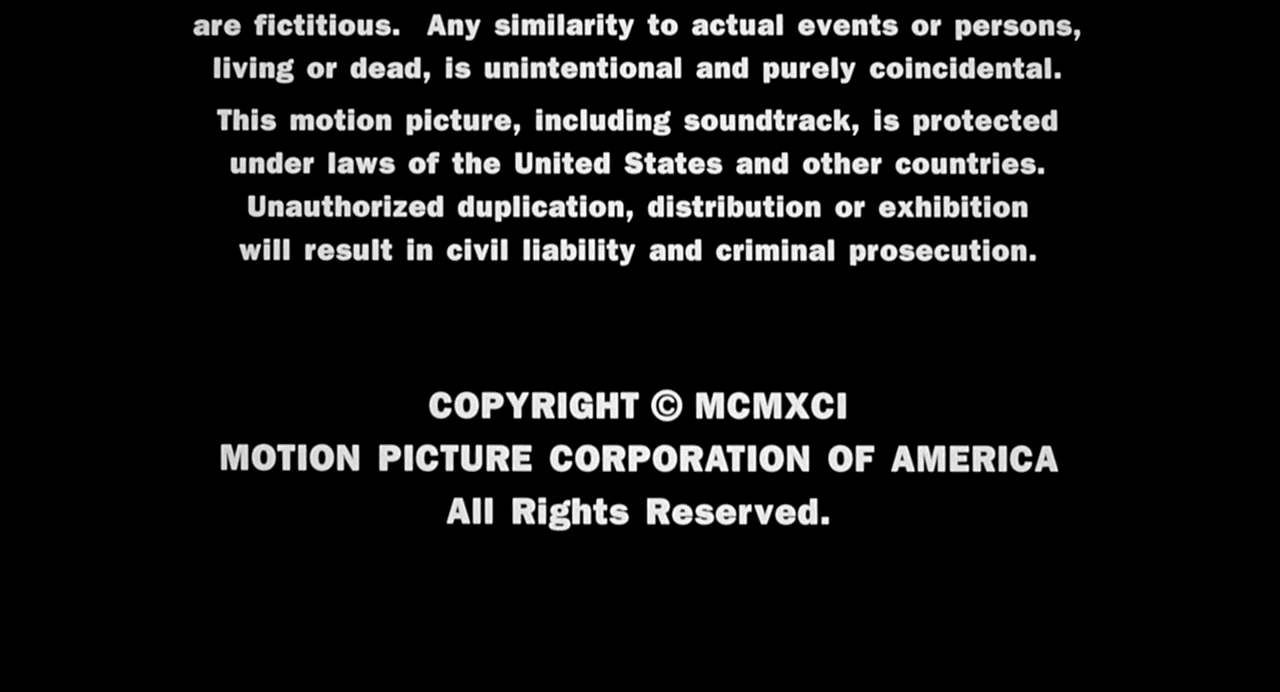 are fictitious.  Any similarity to actual events or persons,
living or dead, is unintentional and purely coincidental.
This motion picture, including soundtrack, is protected
under laws of the United States and other countries.
Unauthorized duplication, distribution or exhibition
will result in civil liability and criminal prosecution.
COPYRIGHT © MCMXCI
MOTION PICTURE CORPORATION OF AMERICA
All Rights Reserved.